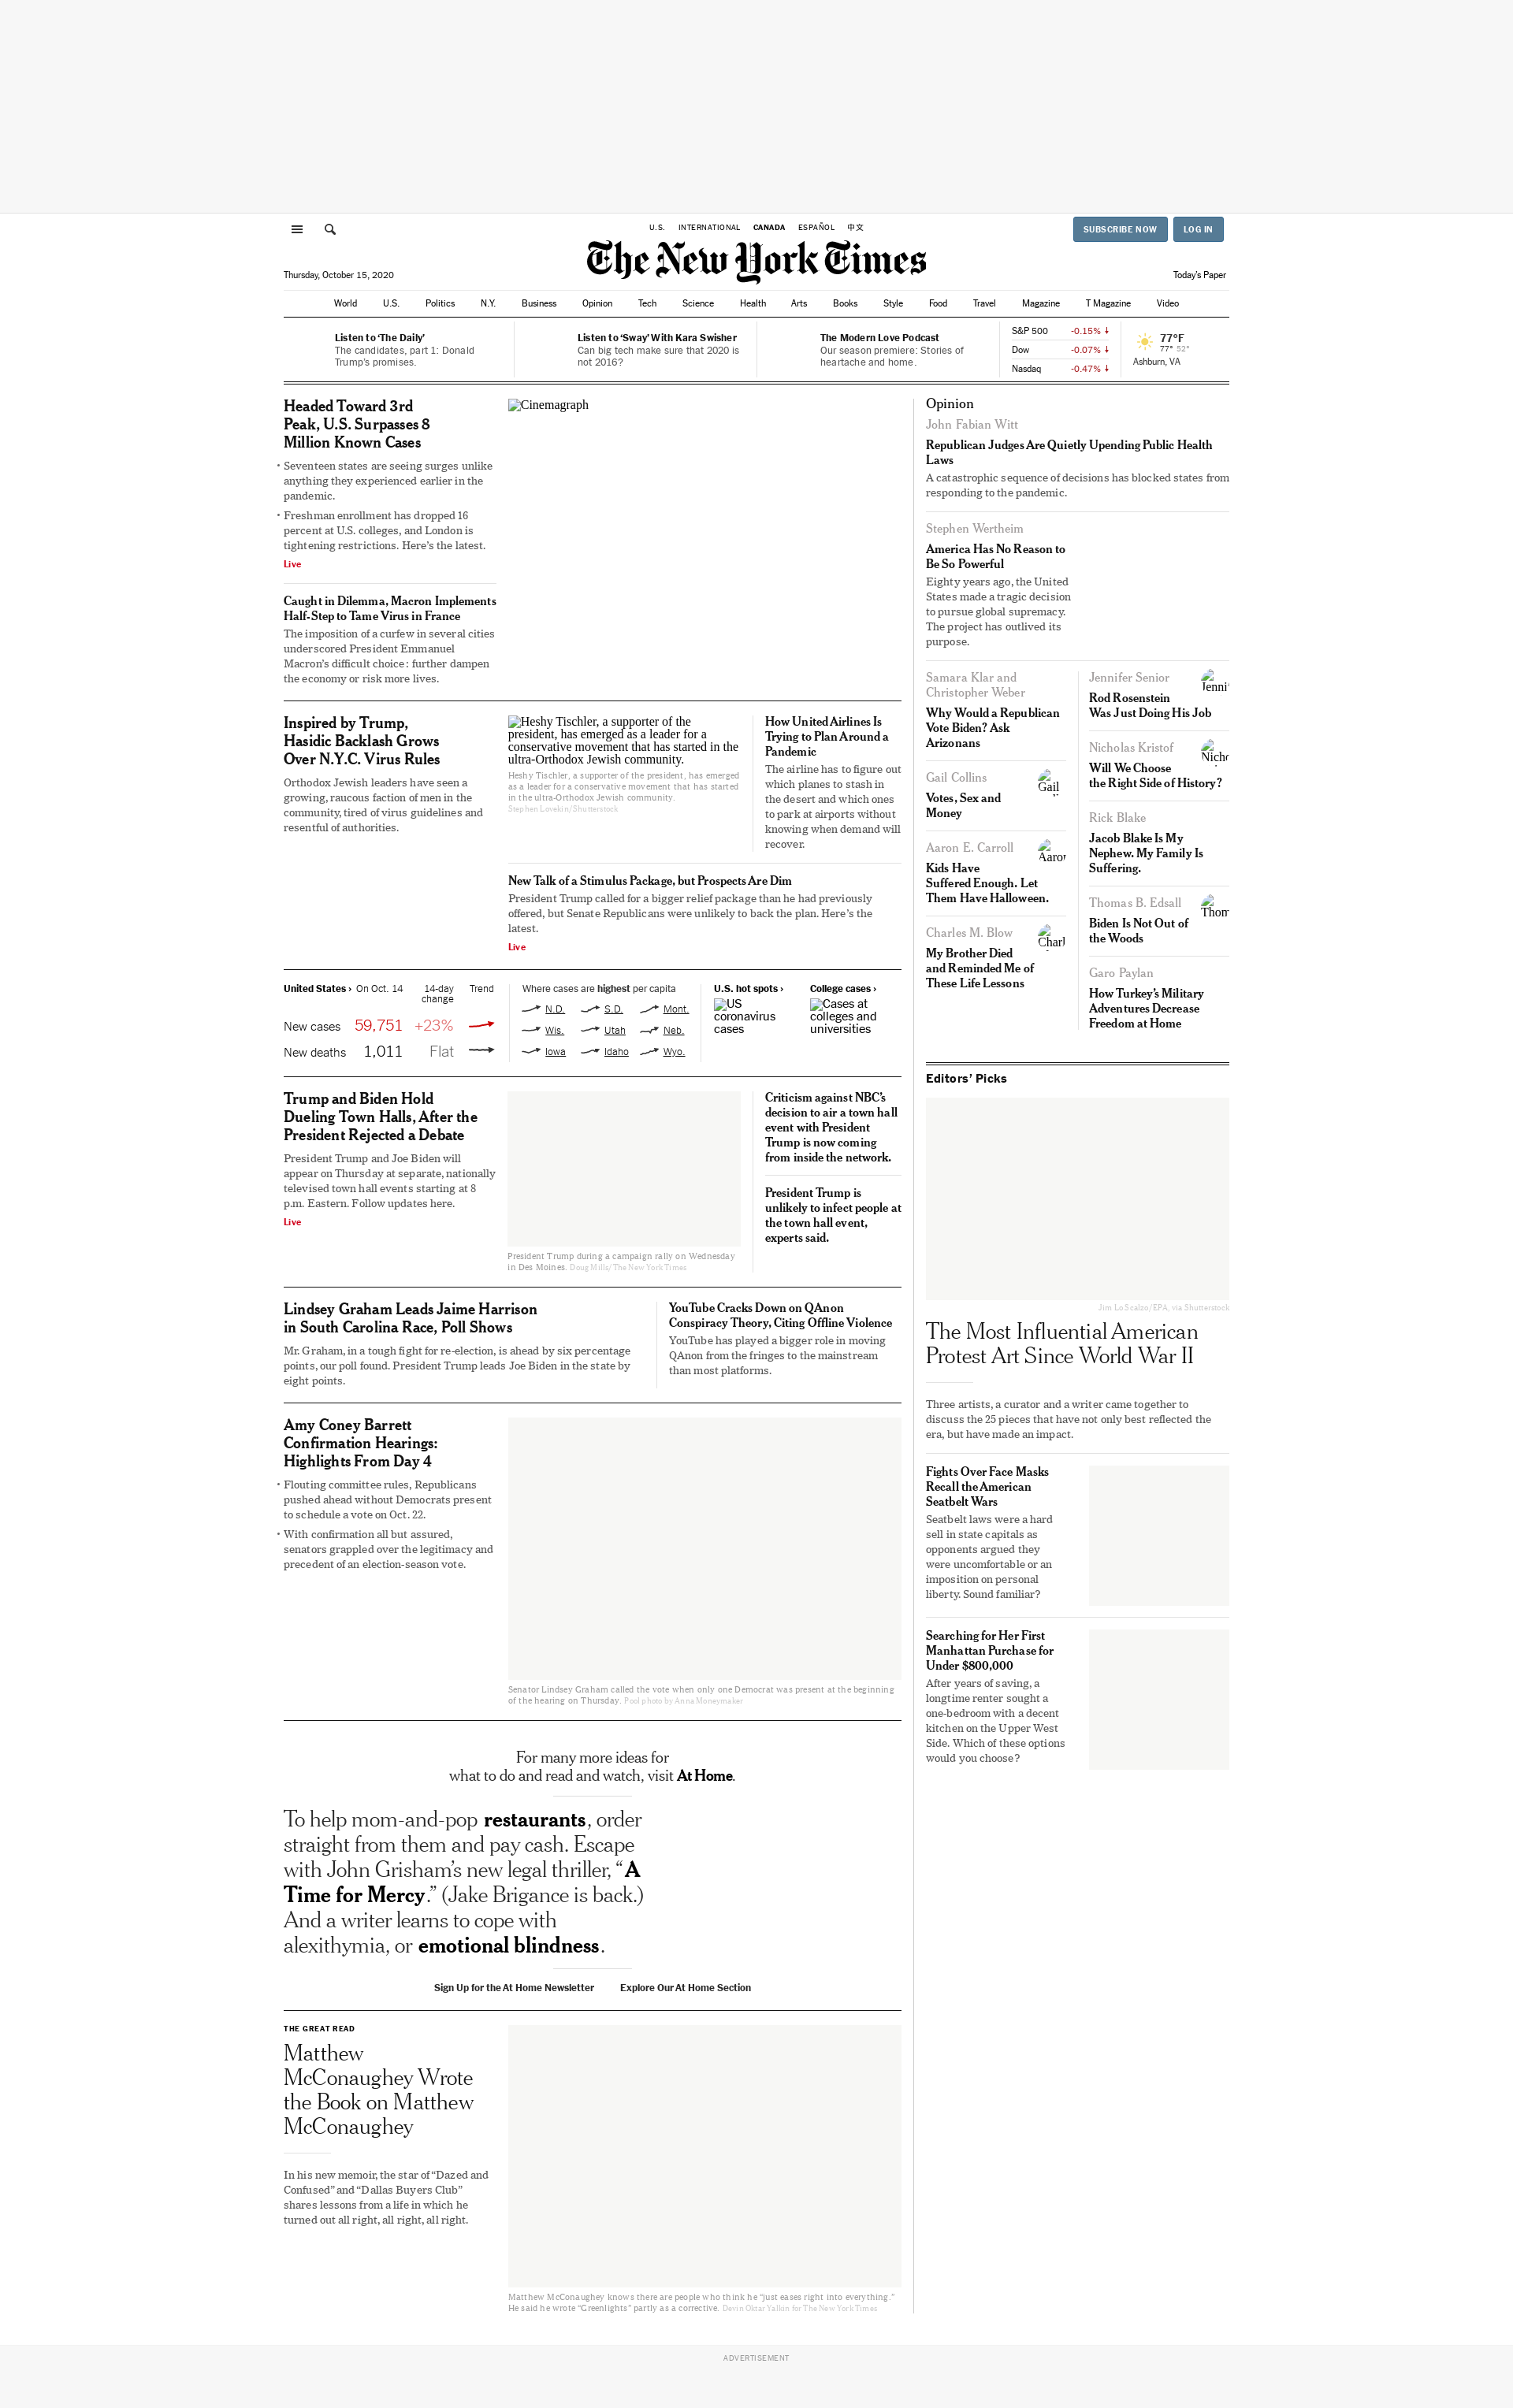 U.S.
INTERNATIONAL
CANADA
ESPAÑOL
中文
SUBSCRIBE NOW
LOG IN
The New York Times
Thursday, October 15, 2020
Today's Paper
World
U.S.
Politics
N.Y.
Business
Opinion
Tech
Science
Health
Arts
Books
Style
Food
Travel
Magazine
T Magazine
Video
Listen to ‘The Daily’
The candidates, part 1: Donald
Trump's promises.
Listen to ‘Sway’ With Kara Swisher
Can big tech make sure that 2020 is
not 2016?
The Modern Love Podcast
Our season premiere: Stories of
heartache and home.
S&P 500 -0.15% ↓
Dow -0.07% ↓
Nasdaq -0.47% ↓
77°F
77° 52°
Ashburn, VA
Headed Toward 3rd
Peak, U.S. Surpasses 8
Million Known Cases
• Seventeen states are seeing surges unlike
anything they experienced earlier in the
pandemic.
• Freshman enrollment has dropped 16
percent at U.S. colleges, and London is
tightening restrictions. Here's the latest.
Live
Caught in Dilemma, Macron Implements
Half-Step to Tame Virus in France
The imposition of a curfew in several cities
underscored President Emmanuel
Macron's difficult choice: further dampen
the economy or risk more lives.
Cinemagraph
Inspired by Trump,
Hasidic Backlash Grows
Over N.Y.C. Virus Rules
Orthodox Jewish leaders have seen a
growing, raucous faction of men in the
community, tired of virus guidelines and
resentful of authorities.
Heshy Tischler, a supporter of the
president, has emerged as a leader for a
conservative movement that has started in the
ultra-Orthodox Jewish community.
Heshy Tischler, a supporter of the president, has emerged
as a leader for a conservative movement that has started
in the ultra-Orthodox Jewish community.
Stephen Lovekin/Shutterstock
How United Airlines Is
Trying to Plan Around a
Pandemic
The airline has to figure out
which planes to stash in
the desert and which ones
to park at airports without
knowing when demand will
recover.
New Talk of a Stimulus Package, but Prospects Are Dim
President Trump called for a bigger relief package than he had previously
offered, but Senate Republicans were unlikely to back the plan. Here's the
latest.
Live
United States › On Oct. 14 14-day Trend
change
New cases 59,751 +23%
New deaths 1,011 Flat
Where cases are highest per capita
N.D. S.D. Mont.
Wis. Utah Neb.
Iowa Idaho Wyo.
U.S. hot spots ›
US
coronavirus
cases
College cases ›
Cases at
colleges and
universities
Trump and Biden Hold
Dueling Town Halls, After the
President Rejected a Debate
President Trump and Joe Biden will
appear on Thursday at separate, nationally
televised town hall events starting at 8
p.m. Eastern. Follow updates here.
Live
President Trump during a campaign rally on Wednesday
in Des Moines. Doug Mills/The New York Times
Criticism against NBC's
decision to air a town hall
event with President
Trump is now coming
from inside the network.
President Trump is
unlikely to infect people at
the town hall event,
experts said.
Lindsey Graham Leads Jaime Harrison
in South Carolina Race, Poll Shows
Mr. Graham, in a tough fight for re-election, is ahead by six percentage
points, our poll found. President Trump leads Joe Biden in the state by
eight points.
YouTube Cracks Down on QAnon
Conspiracy Theory, Citing Offline Violence
YouTube has played a bigger role in moving
QAnon from the fringes to the mainstream
than most platforms.
Amy Coney Barrett
Confirmation Hearings:
Highlights From Day 4
• Flouting committee rules, Republicans
pushed ahead without Democrats present
to schedule a vote on Oct. 22.
• With confirmation all but assured,
senators grappled over the legitimacy and
precedent of an election-season vote.
Senator Lindsey Graham called the vote when only one Democrat was present at the beginning
of the hearing on Thursday. Pool photo by Anna Moneymaker
For many more ideas for
what to do and read and watch, visit At Home.
To help mom-and-pop restaurants, order
straight from them and pay cash. Escape
with John Grisham's new legal thriller, “A
Time for Mercy.” (Jake Brigance is back.)
And a writer learns to cope with
alexithymia, or emotional blindness.
Sign Up for the At Home Newsletter
Explore Our At Home Section
THE GREAT READ
Matthew
McConaughey Wrote
the Book on Matthew
McConaughey
In his new memoir, the star of “Dazed and
Confused” and “Dallas Buyers Club”
shares lessons from a life in which he
turned out all right, all right, all right.
Matthew McConaughey knows there are people who think he “just eases right into everything.”
He said he wrote “Greenlights” partly as a corrective. Devin Oktar Yalkin for The New York Times
Opinion
John Fabian Witt
Republican Judges Are Quietly Upending Public Health
Laws
A catastrophic sequence of decisions has blocked states from
responding to the pandemic.
Stephen Wertheim
America Has No Reason to
Be So Powerful
Eighty years ago, the United
States made a tragic decision
to pursue global supremacy.
The project has outlived its
purpose.
Samara Klar and
Christopher Weber
Why Would a Republican
Vote Biden? Ask
Arizonans
Gail Collins
Gail
Votes, Sex and
Money
Aaron E. Carroll
Aaron
Kids Have
Suffered Enough. Let
Them Have Halloween.
Charles M. Blow
Charl
My Brother Died
and Reminded Me of
These Life Lessons
Jennifer Senior
Jenni
Rod Rosenstein
Was Just Doing His Job
Nicholas Kristof
Nicho
Will We Choose
the Right Side of History?
Rick Blake
Jacob Blake Is My
Nephew. My Family Is
Suffering.
Thomas B. Edsall
Thom
Biden Is Not Out of
the Woods
Garo Paylan
How Turkey's Military
Adventures Decrease
Freedom at Home
Editors’ Picks
Jim Lo Scalzo/EPA, via Shutterstock
The Most Influential American
Protest Art Since World War II
Three artists, a curator and a writer came together to
discuss the 25 pieces that have not only best reflected the
era, but have made an impact.
Fights Over Face Masks
Recall the American
Seatbelt Wars
Seatbelt laws were a hard
sell in state capitals as
opponents argued they
were uncomfortable or an
imposition on personal
liberty. Sound familiar?
Searching for Her First
Manhattan Purchase for
Under $800,000
After years of saving, a
longtime renter sought a
one-bedroom with a decent
kitchen on the Upper West
Side. Which of these options
would you choose?
ADVERTISEMENT